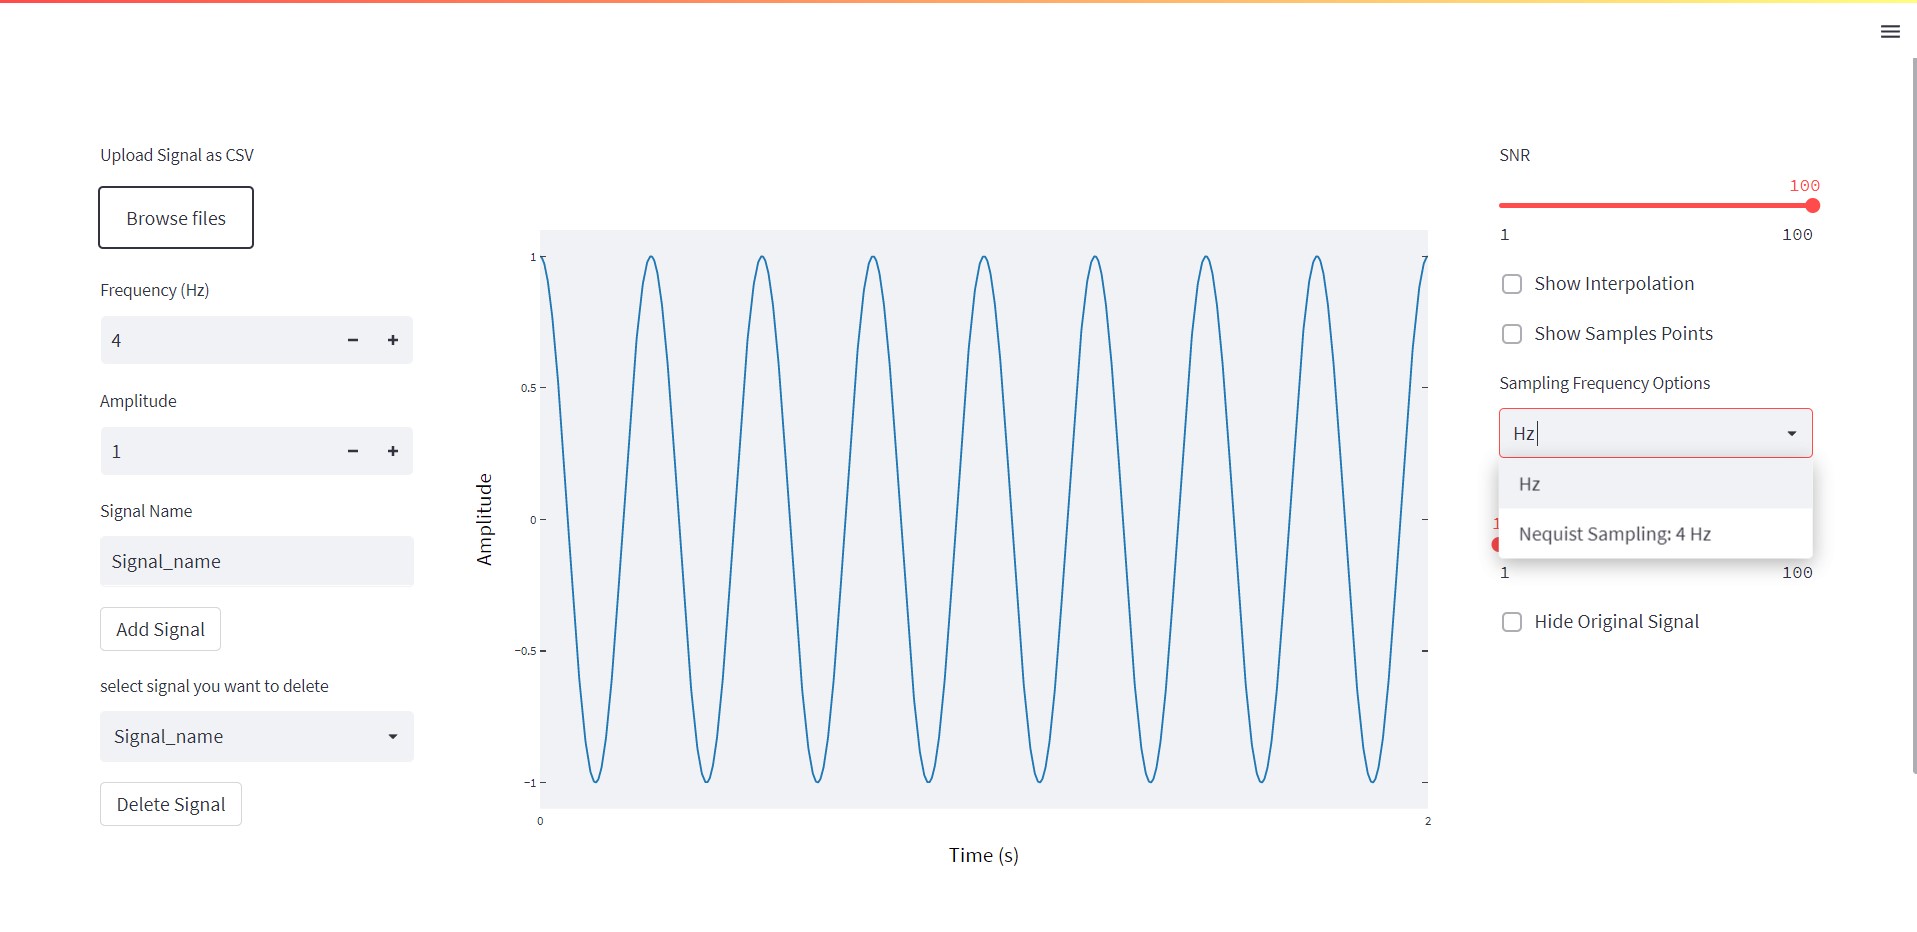 Upload Signal as CSV
Browse files
Frequency (Hz)
4
Amplitude
1
Signal Name
Signal_name
Add Signal
select signal you want to delete
Signal_name
Delete Signal
Amplitude
1
0.5
0
−0.5
−1
0
2
Time (s)
SNR
100
1
100
Show Interpolation
Show Samples Points
Sampling Frequency Options
Hz
Hz
Nequist Sampling: 4 Hz
1
1
100
Hide Original Signal